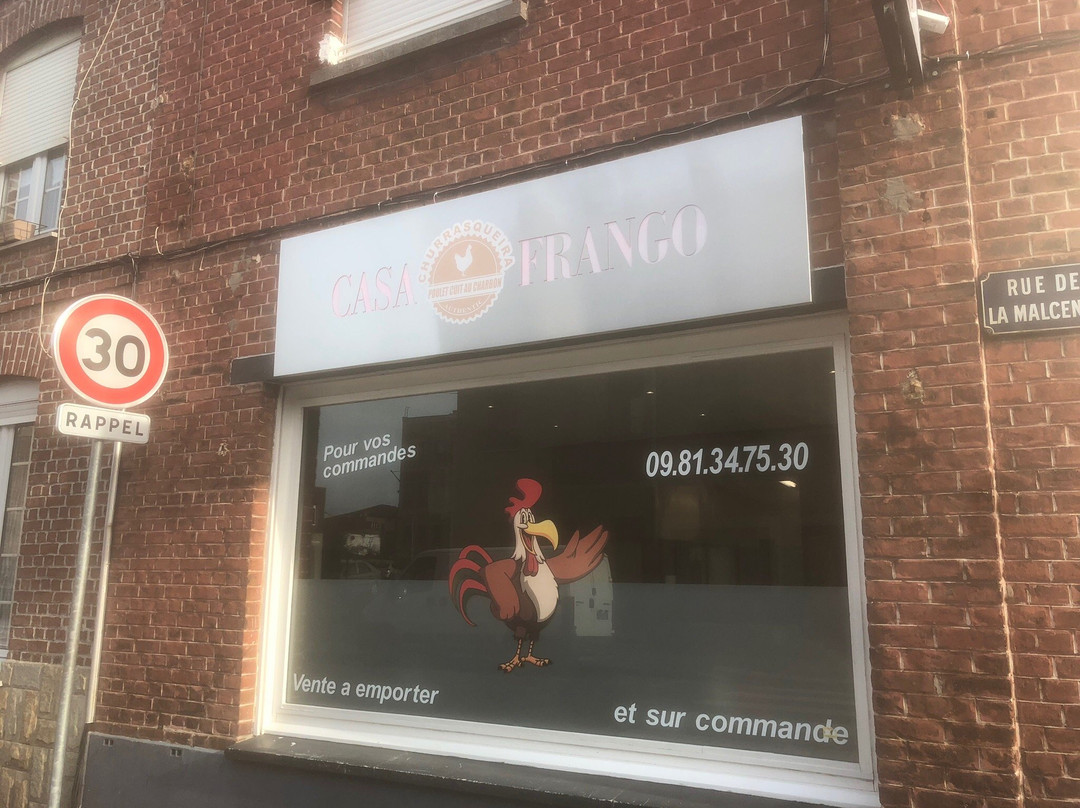 CASA
CHURRASQUEIRA
POULET CUIT AU CHARBON
FRANGO
30
RAPPEL
RUE DE
LA MALCEN
Pour vos
commandes
09.81.34.75.30
Vente a emporter
et sur commande